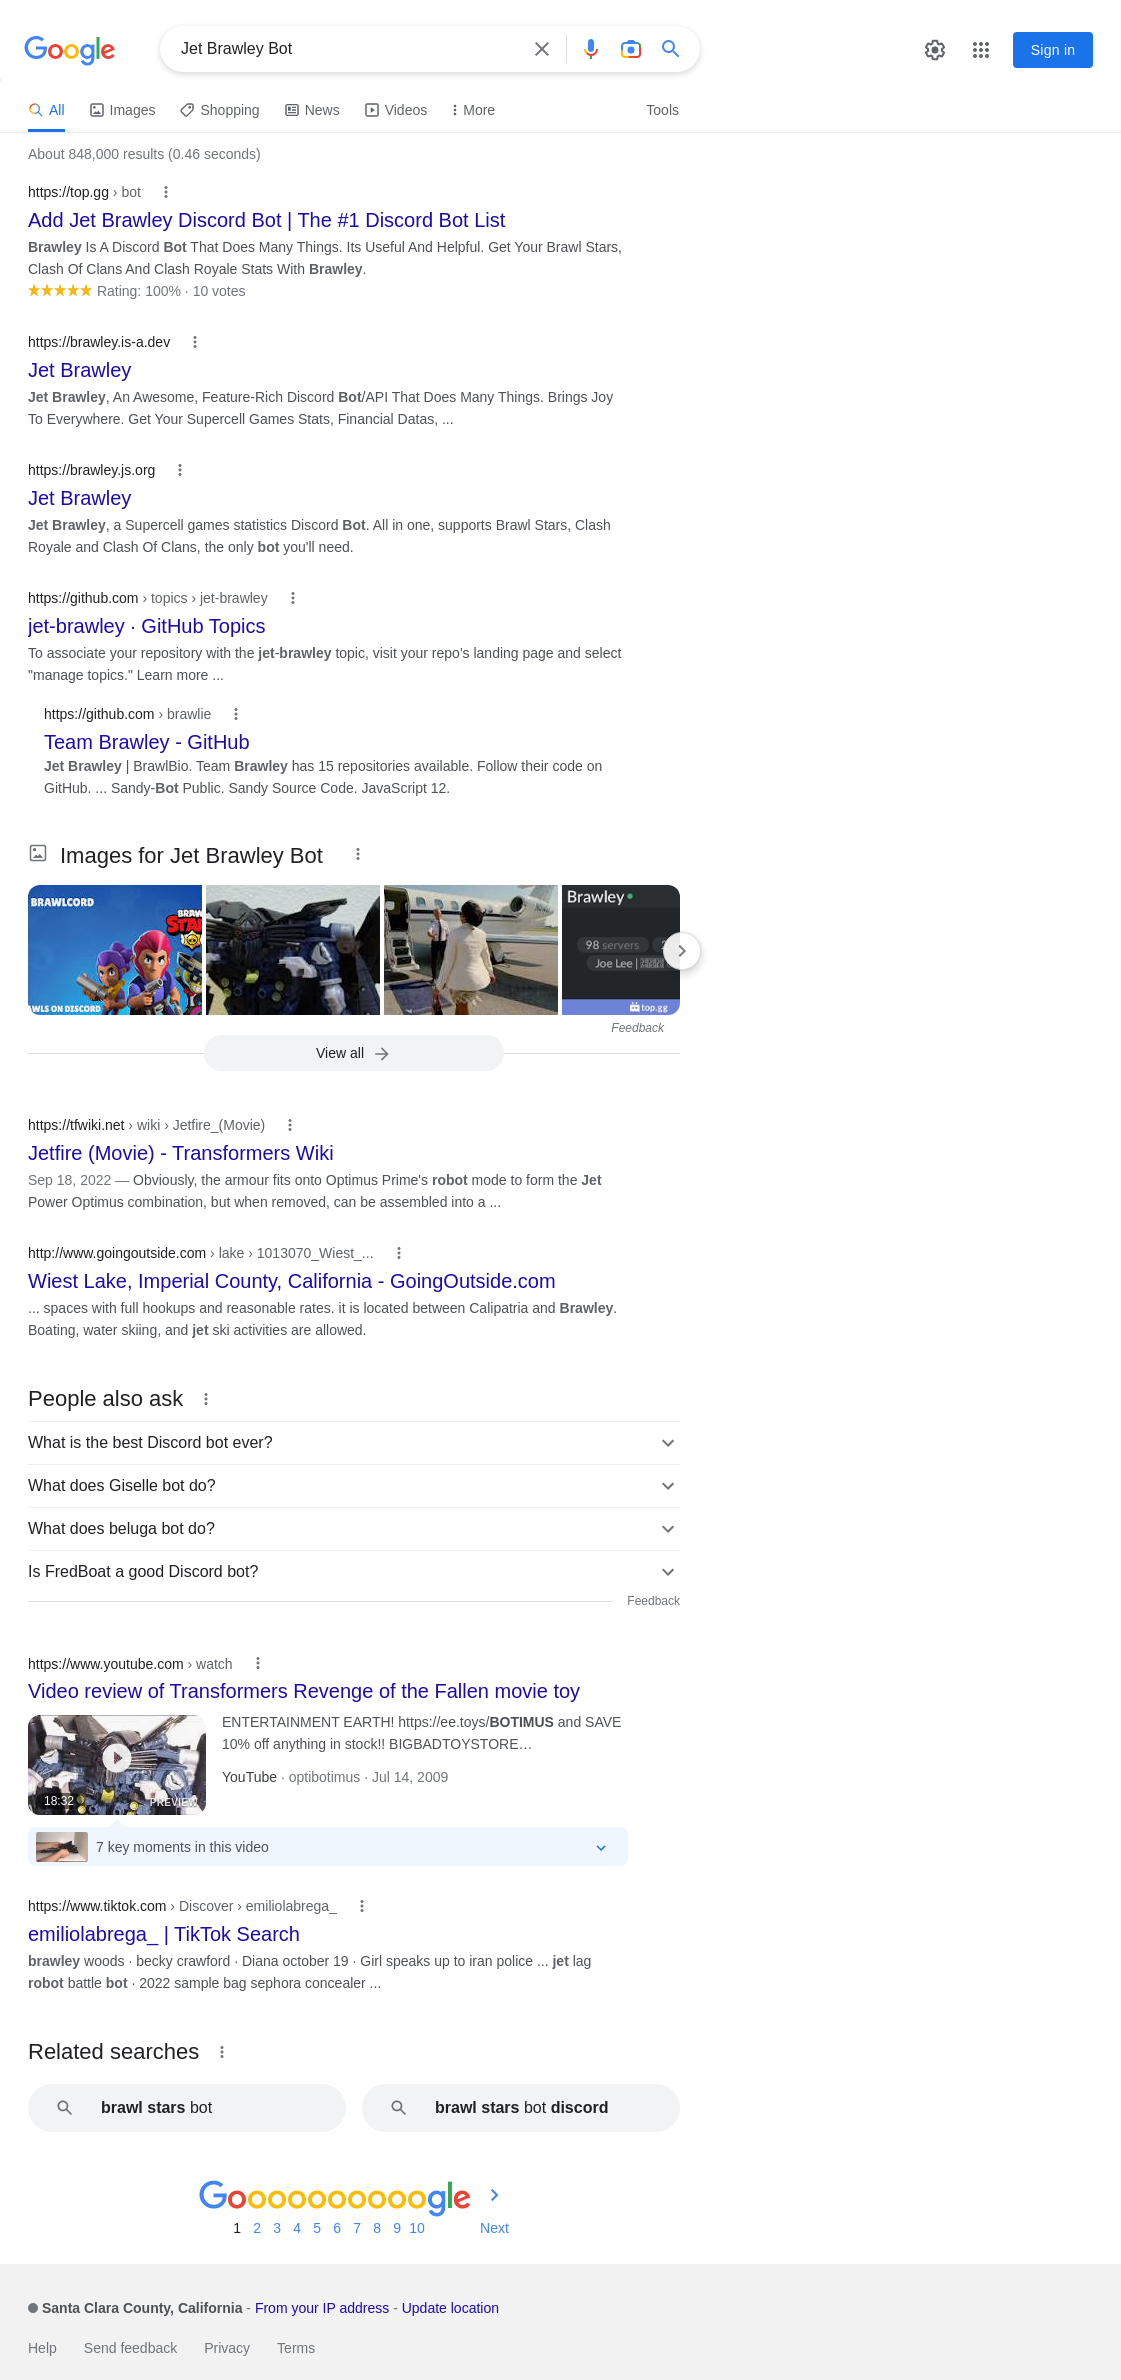 Google
Jet Brawley Bot
Sign in
All
Images
Shopping
News
Videos
More
Tools
About 848,000 results (0.46 seconds)
https://top.gg › bot
Add Jet Brawley Discord Bot | The #1 Discord Bot List
Brawley Is A Discord Bot That Does Many Things. Its Useful And Helpful. Get Your Brawl Stars,
Clash Of Clans And Clash Royale Stats With Brawley.
Rating: 100% · 10 votes
https://brawley.is-a.dev
Jet Brawley
Jet Brawley, An Awesome, Feature-Rich Discord Bot/API That Does Many Things. Brings Joy
To Everywhere. Get Your Supercell Games Stats, Financial Datas, ...
https://brawley.js.org
Jet Brawley
Jet Brawley, a Supercell games statistics Discord Bot. All in one, supports Brawl Stars, Clash
Royale and Clash Of Clans, the only bot you'll need.
https://github.com › topics › jet-brawley
jet-brawley · GitHub Topics
To associate your repository with the jet-brawley topic, visit your repo's landing page and select
"manage topics." Learn more ...
https://github.com › brawlie
Team Brawley - GitHub
Jet Brawley | BrawlBio. Team Brawley has 15 repositories available. Follow their code on
GitHub. ... Sandy-Bot Public. Sandy Source Code. JavaScript 12.
Images for Jet Brawley Bot
BRAWLCORD
BRAW
STA
AWLS ON DISCORD
Brawley
98 servers
Joe Lee |
top.gg
Feedback
View all
https://tfwiki.net › wiki › Jetfire_(Movie)
Jetfire (Movie) - Transformers Wiki
Sep 18, 2022 — Obviously, the armour fits onto Optimus Prime's robot mode to form the Jet
Power Optimus combination, but when removed, can be assembled into a ...
http://www.goingoutside.com › lake › 1013070_Wiest_...
Wiest Lake, Imperial County, California - GoingOutside.com
... spaces with full hookups and reasonable rates. it is located between Calipatria and Brawley.
Boating, water skiing, and jet ski activities are allowed.
People also ask
What is the best Discord bot ever?
What does Giselle bot do?
What does beluga bot do?
Is FredBoat a good Discord bot?
Feedback
https://www.youtube.com › watch
Video review of Transformers Revenge of the Fallen movie toy
ENTERTAINMENT EARTH! https://ee.toys/BOTIMUS and SAVE
10% off anything in stock!! BIGBADTOYSTORE...
YouTube · optibotimus · Jul 14, 2009
18:32
PREVIEW
7 key moments in this video
https://www.tiktok.com › Discover › emiliolabrega_
emiliolabrega_ | TikTok Search
brawley woods · becky crawford · Diana october 19 · Girl speaks up to iran police ... jet lag
robot battle bot · 2022 sample bag sephora concealer ...
Related searches
brawl stars bot
brawl stars bot discord
Goooooooooogle
1 2 3 4 5 6 7 8 9 10 Next
Santa Clara County, California - From your IP address - Update location
Help Send feedback Privacy Terms